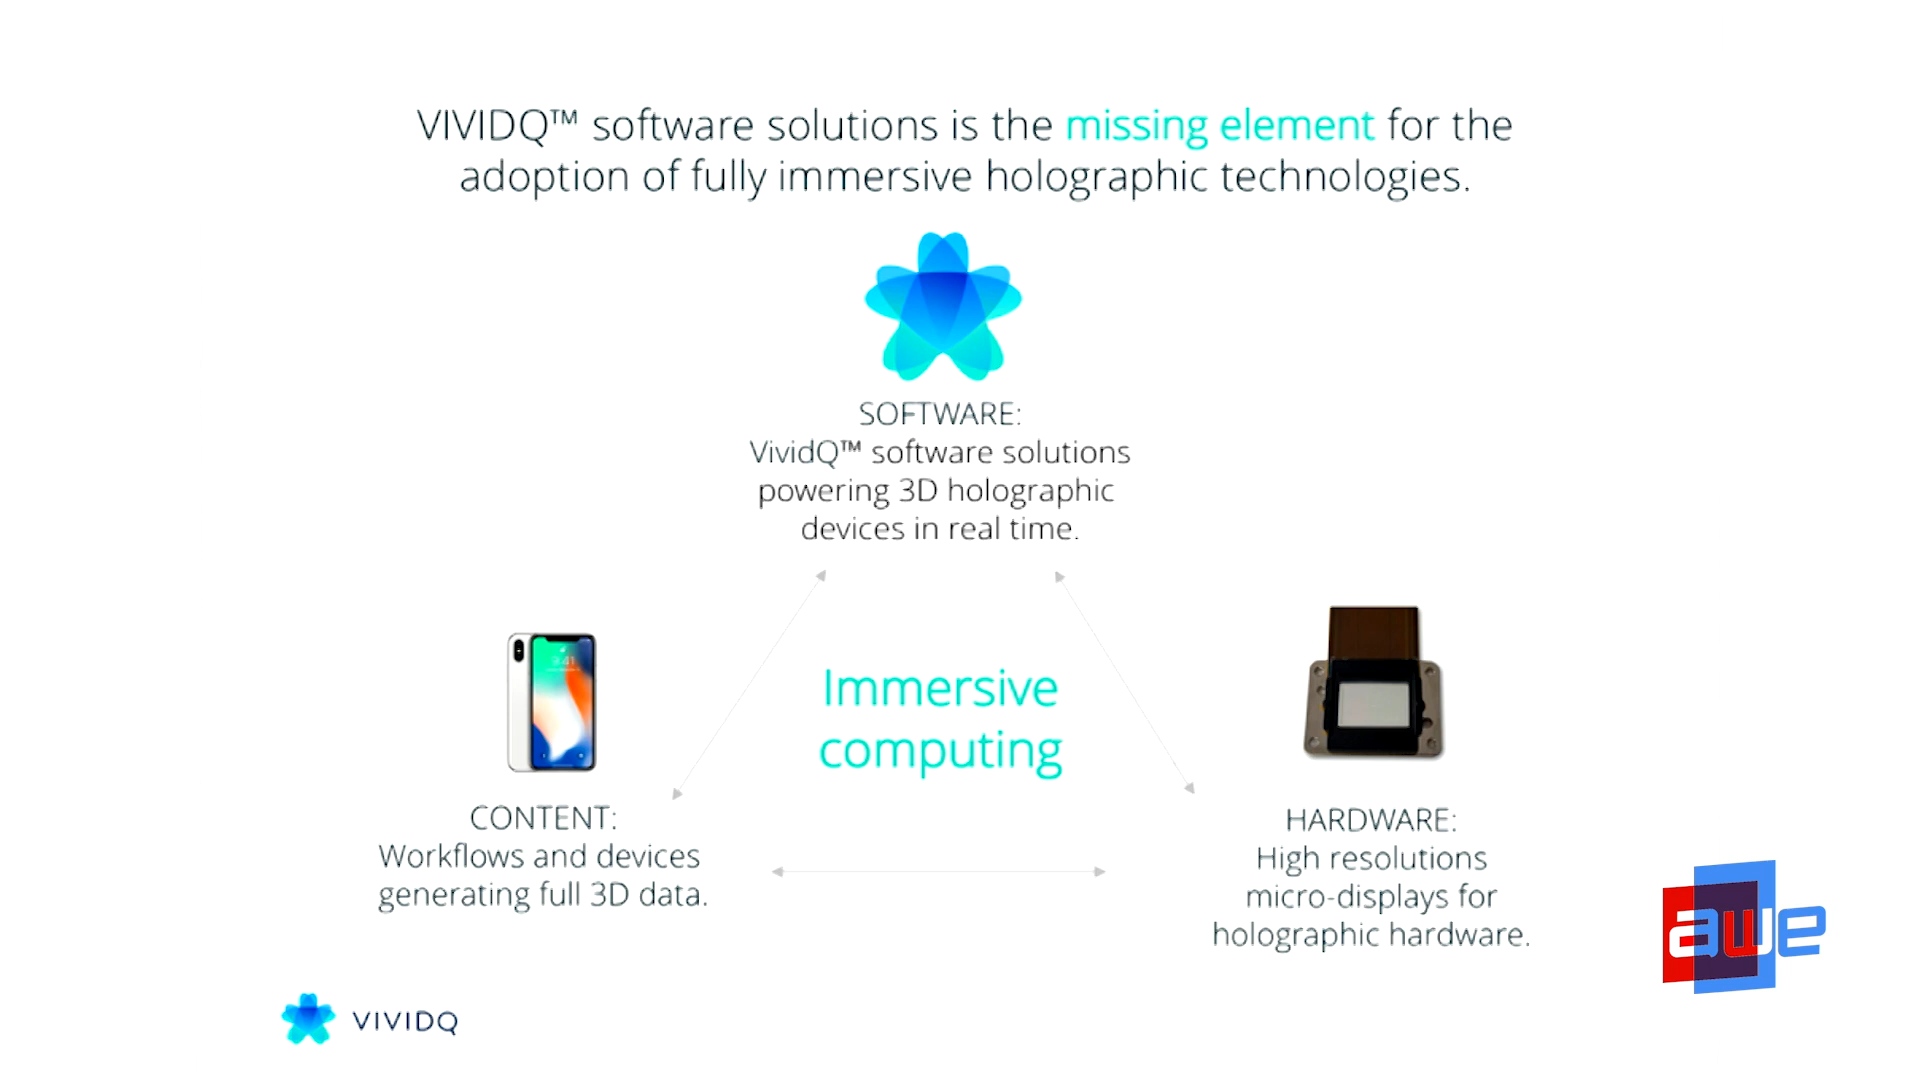 VIVIDQ™ software solutions is the missing element for the
adoption of fully immersive holographic technologies.
SOFTWARE:
VividQ™ software solutions
powering 3D holographic
devices in real time.
9:41
Immersive
computing
CONTENT:
Workflows and devices
generating full 3D data.
HARDWARE:
High resolutions
micro-displays for
holographic hardware.
awe
VIVIDQ